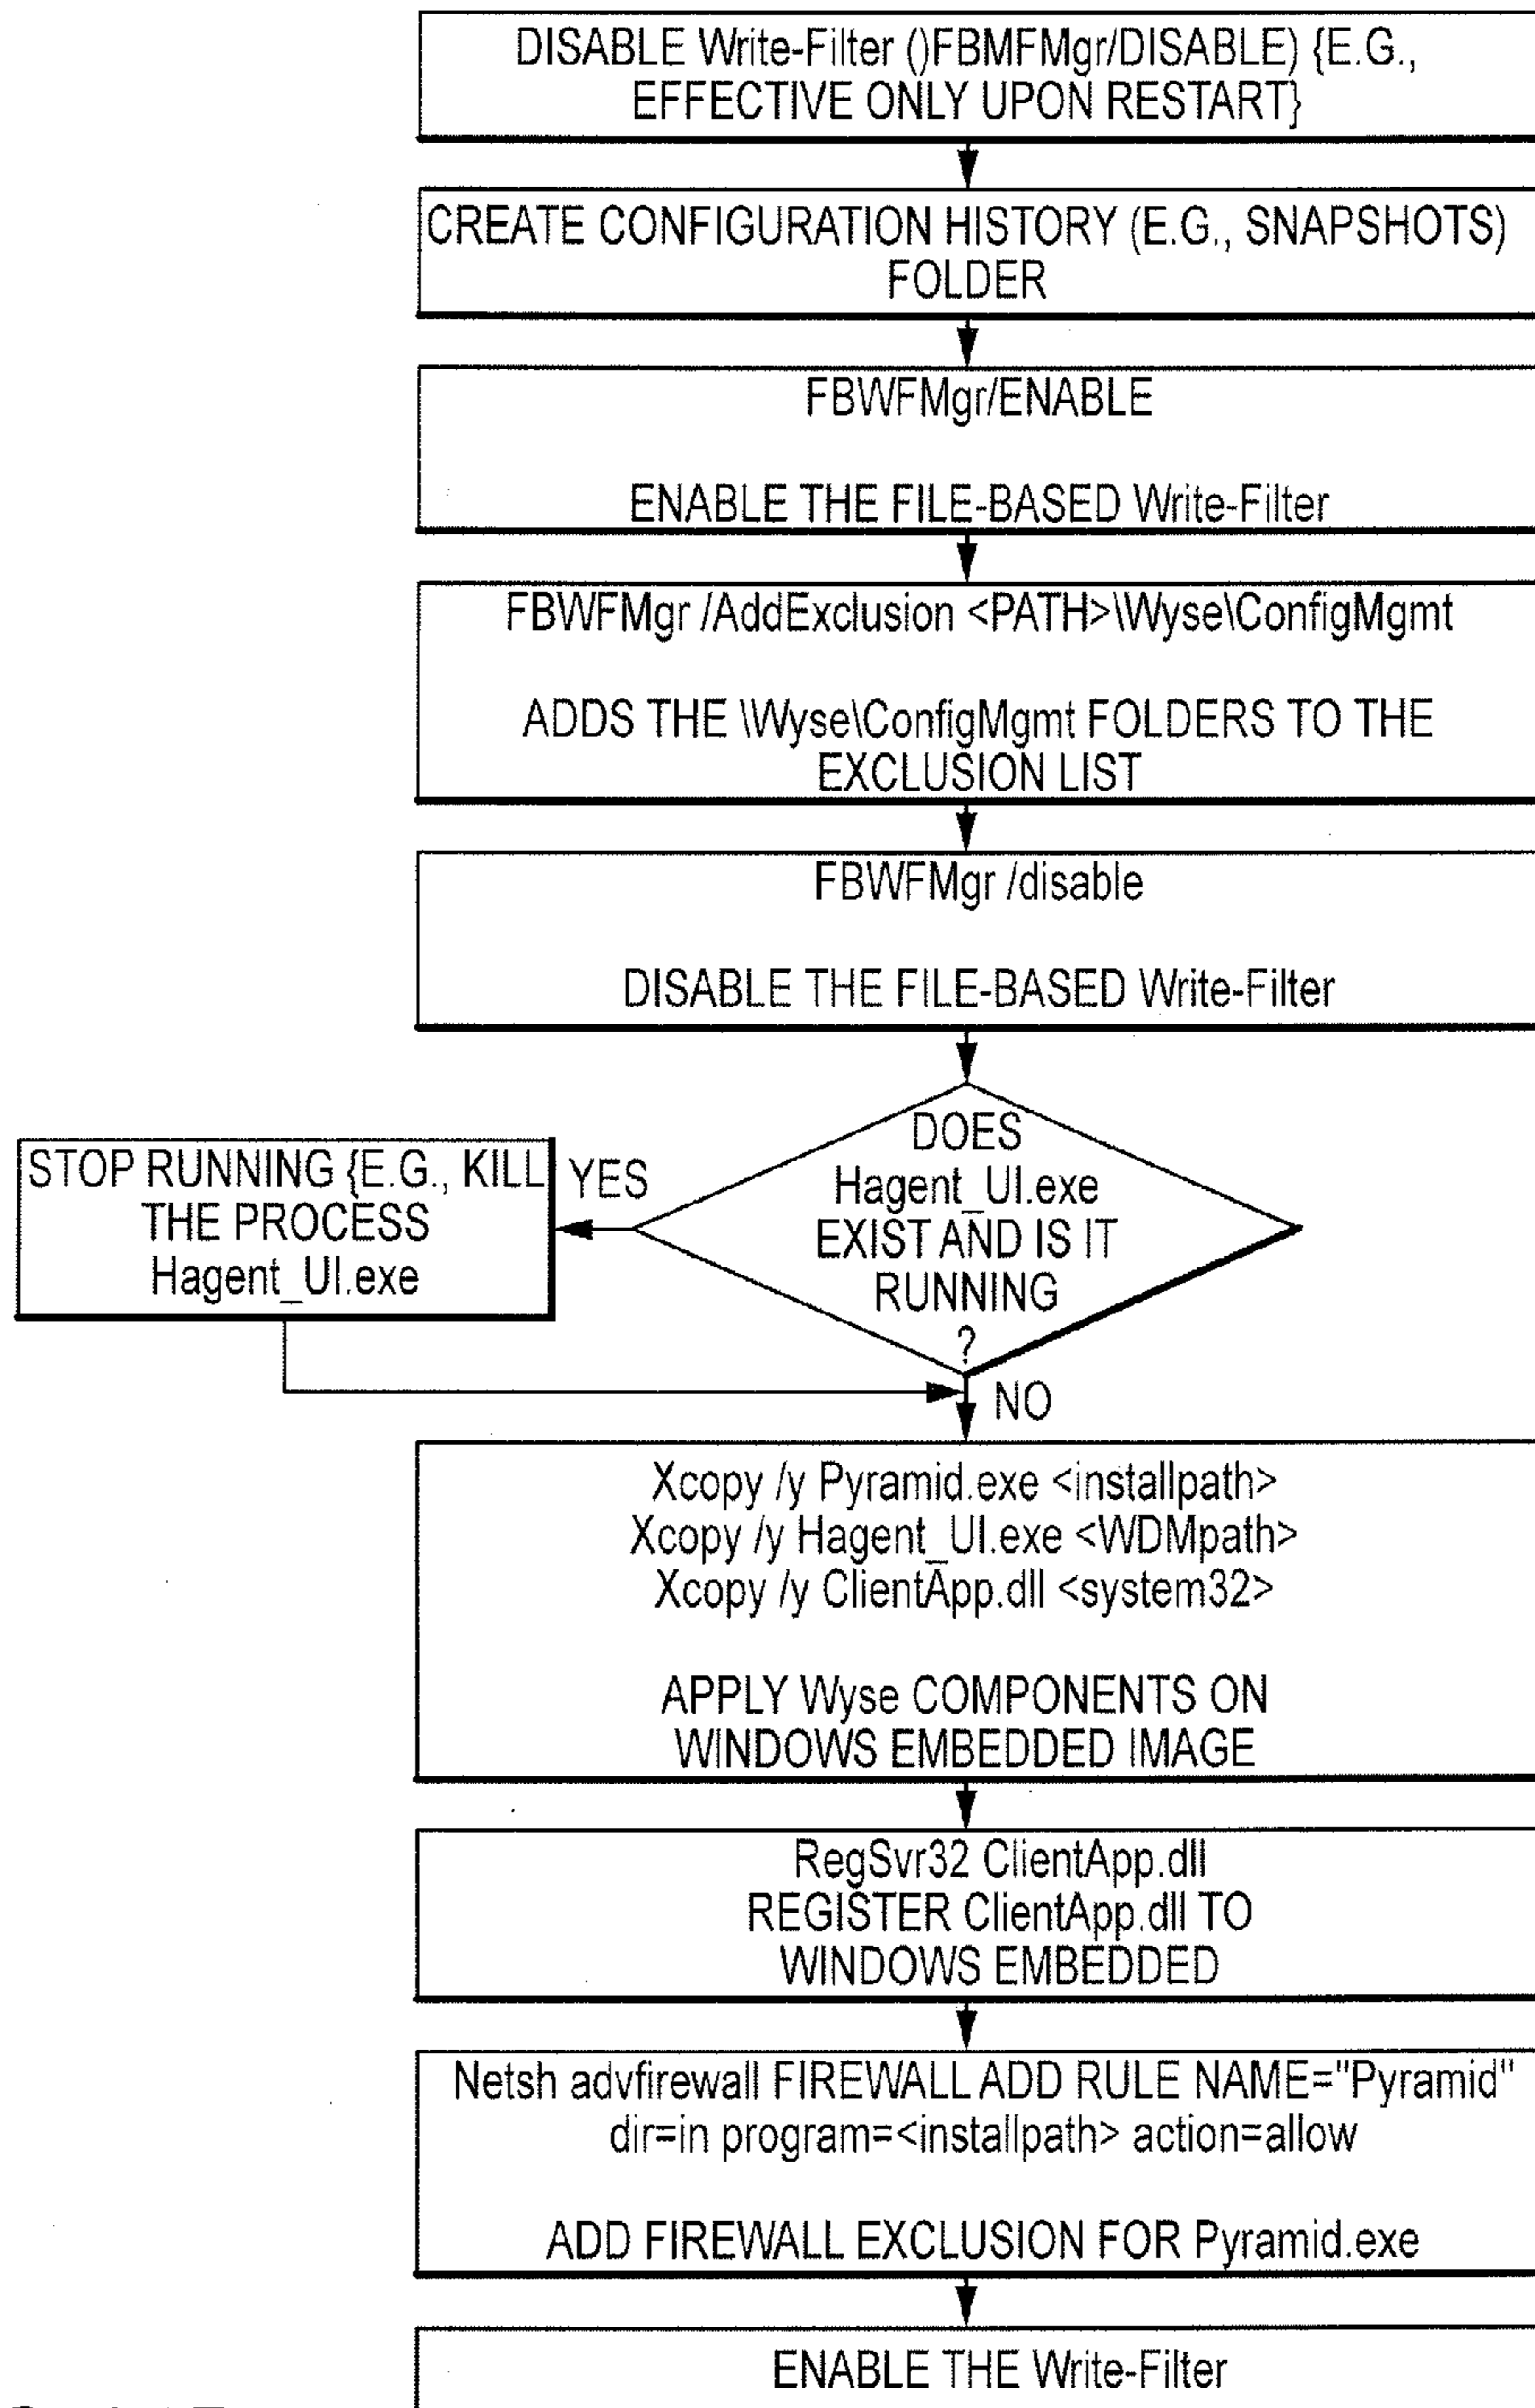 DISABLE Write-Filter ()FBMFMgr/DISABLE) {E.G.,
EFFECTIVE ONLY UPON RESTART}
CREATE CONFIGURATION HISTORY (E.G., SNAPSHOTS)
FOLDER
FBWFMgr/ENABLE
ENABLE THE FILE-BASED Write-Filter
FBWFMgr /AddExclusion <PATH>\Wyse\ConfigMgmt
ADDS THE \Wyse\ConfigMgmt FOLDERS TO THE
EXCLUSION LIST
FBWFMgr /disable
DISABLE THE FILE-BASED Write-Filter
DOES
Hagent_UI.exe
EXIST AND IS IT
RUNNING
?
YES
STOP RUNNING {E.G., KILL
THE PROCESS
Hagent_UI.exe
NO
Xcopy /y Pyramid.exe <installpath>
Xcopy /y Hagent_UI.exe <WDMpath>
Xcopy /y ClientApp.dll <system32>
APPLY Wyse COMPONENTS ON
WINDOWS EMBEDDED IMAGE
RegSvr32 ClientApp.dll
REGISTER ClientApp.dll TO
WINDOWS EMBEDDED
Netsh advfirewall FIREWALL ADD RULE NAME="Pyramid"
dir=in program=<installpath> action=allow
ADD FIREWALL EXCLUSION FOR Pyramid.exe
ENABLE THE Write-Filter